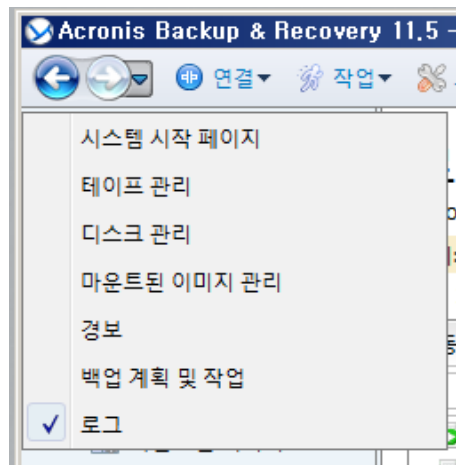 Acronis Backup & Recovery 11.5 -
연결 작업
시스템 시작 페이지
테이프 관리
디스크 관리
마운트된 이미지 관리
경보
백업 계획 및 작업
로그